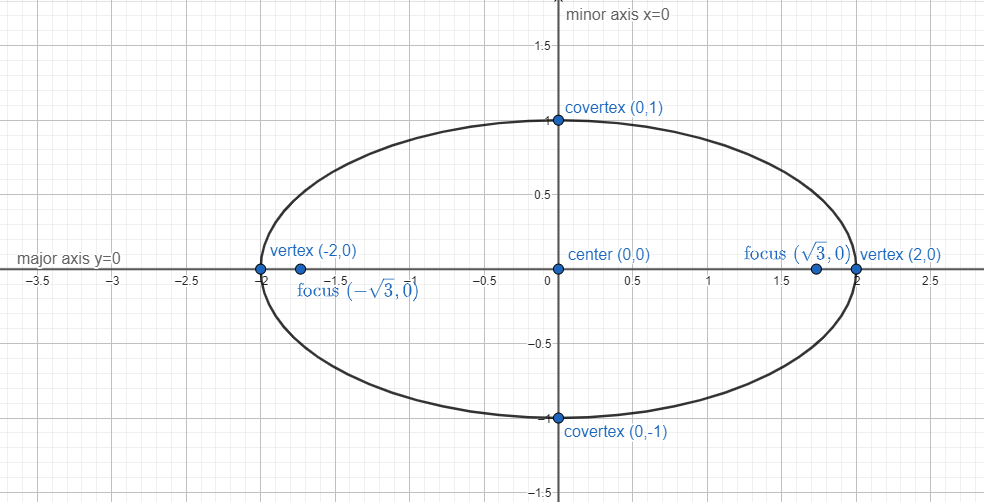 minor axis x=0
1.5
covertex (0,1)
1
0.5
vertex (-2,0)
center (0,0)
focus (√3, 0)
vertex (2,0)
major axis y=0
−3.5 −3 −2.5 −2 −1.5 −1 −0.5 0 0.5 1 1.5 2 2.5
focus (−√3, 0)
−0.5
−1
covertex (0,-1)
−1.5